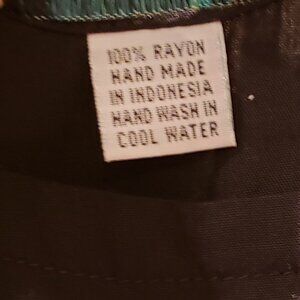 100% RAYON
HAND MADE
IN INDONESIA
HAND WASH IN
COOL WATER